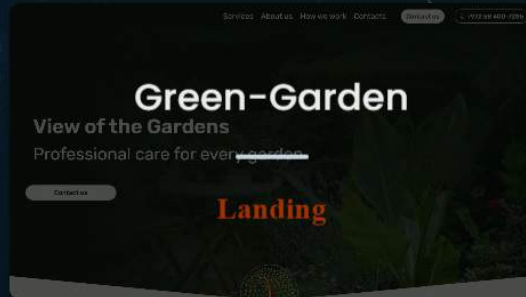 Services About us How we work Contacts Contact us
Green-Garden
View of the Gardens
Professional care for every garden
Contact us
Landing